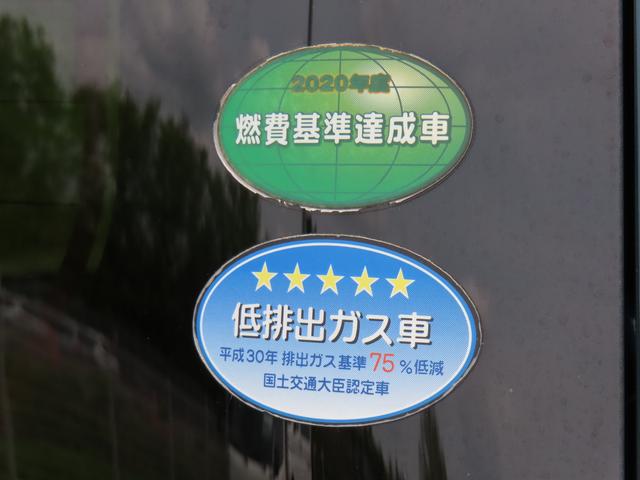 2020年度
燃費基準達成車
低排出ガス車
平成30年 排出ガス基準 75 %低減
国土交通大臣認定車